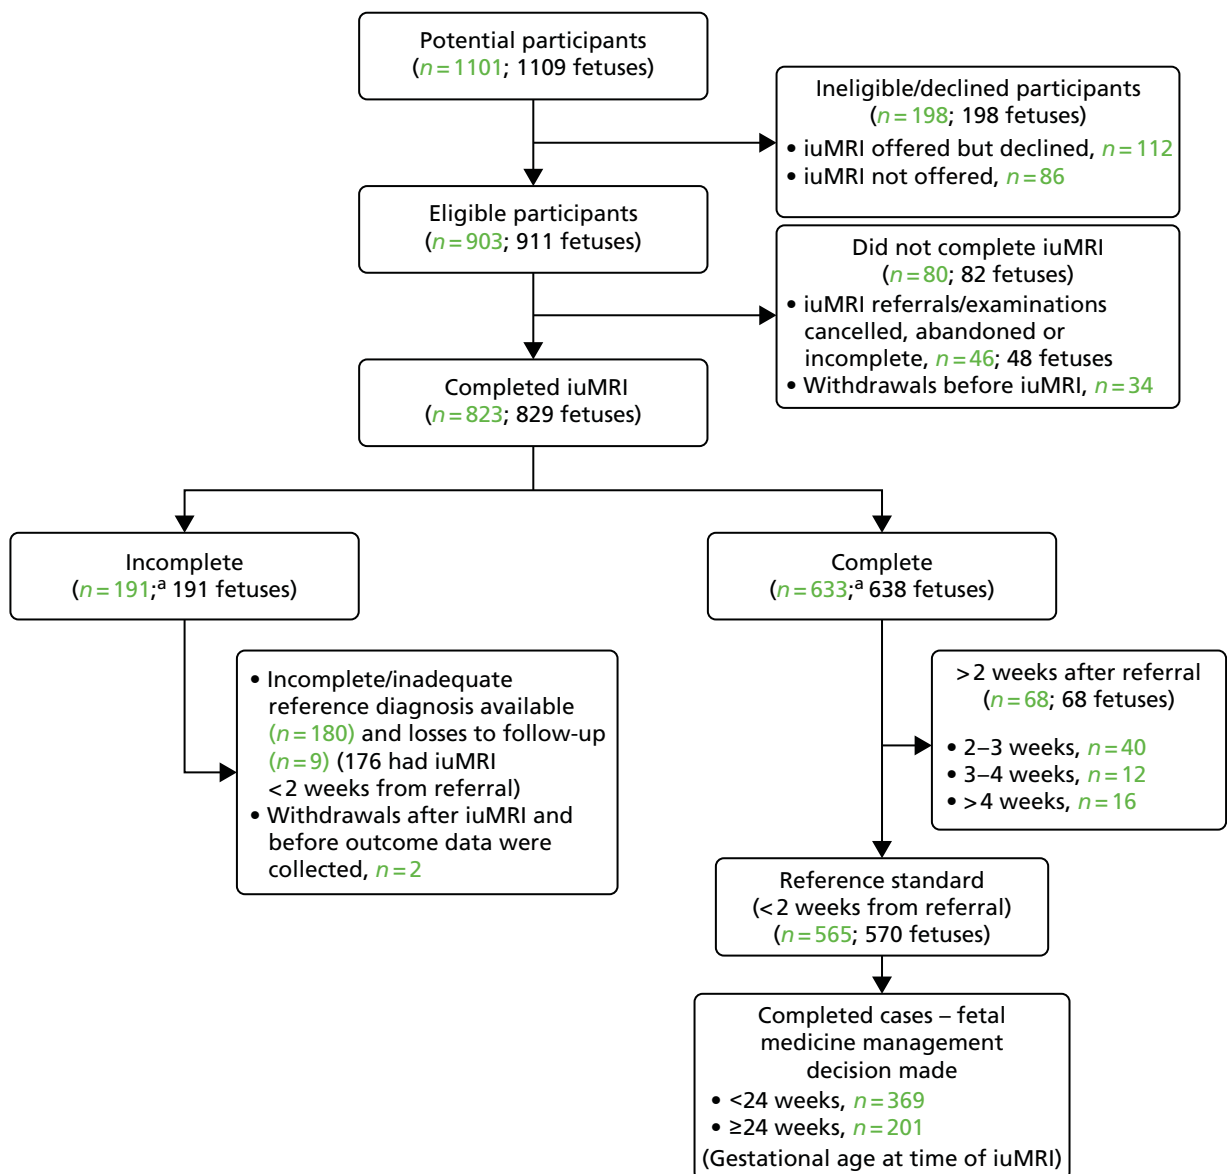 Potential participants
(n=1101; 1109 fetuses)
Ineligible/declined participants
(n=198; 198 fetuses)
• iuMRI offered but declined, n=112
• iuMRI not offered, n=86
Eligible participants
(n=903; 911 fetuses)
Did not complete iuMRI
(n=80; 82 fetuses)
• iuMRI referrals/examinations
cancelled, abandoned or
incomplete, n=46; 48 fetuses
• Withdrawals before iuMRI, n=34
Completed iuMRI
(n=823; 829 fetuses)
Incomplete
(n=191;a 191 fetuses)
Complete
(n=633;a 638 fetuses)
• Incomplete/inadequate
reference diagnosis available
(n=180) and losses to follow-up
(n=9) (176 had iuMRI
<2 weeks from referral)
• Withdrawals after iuMRI and
before outcome data were
collected, n=2
>2 weeks after referral
(n=68; 68 fetuses)
• 2–3 weeks, n=40
• 3–4 weeks, n=12
• >4 weeks, n=16
Reference standard
(<2 weeks from referral)
(n=565; 570 fetuses)
Completed cases – fetal
medicine management
decision made
• <24 weeks, n=369
• ≥24 weeks, n=201
(Gestational age at time of iuMRI)